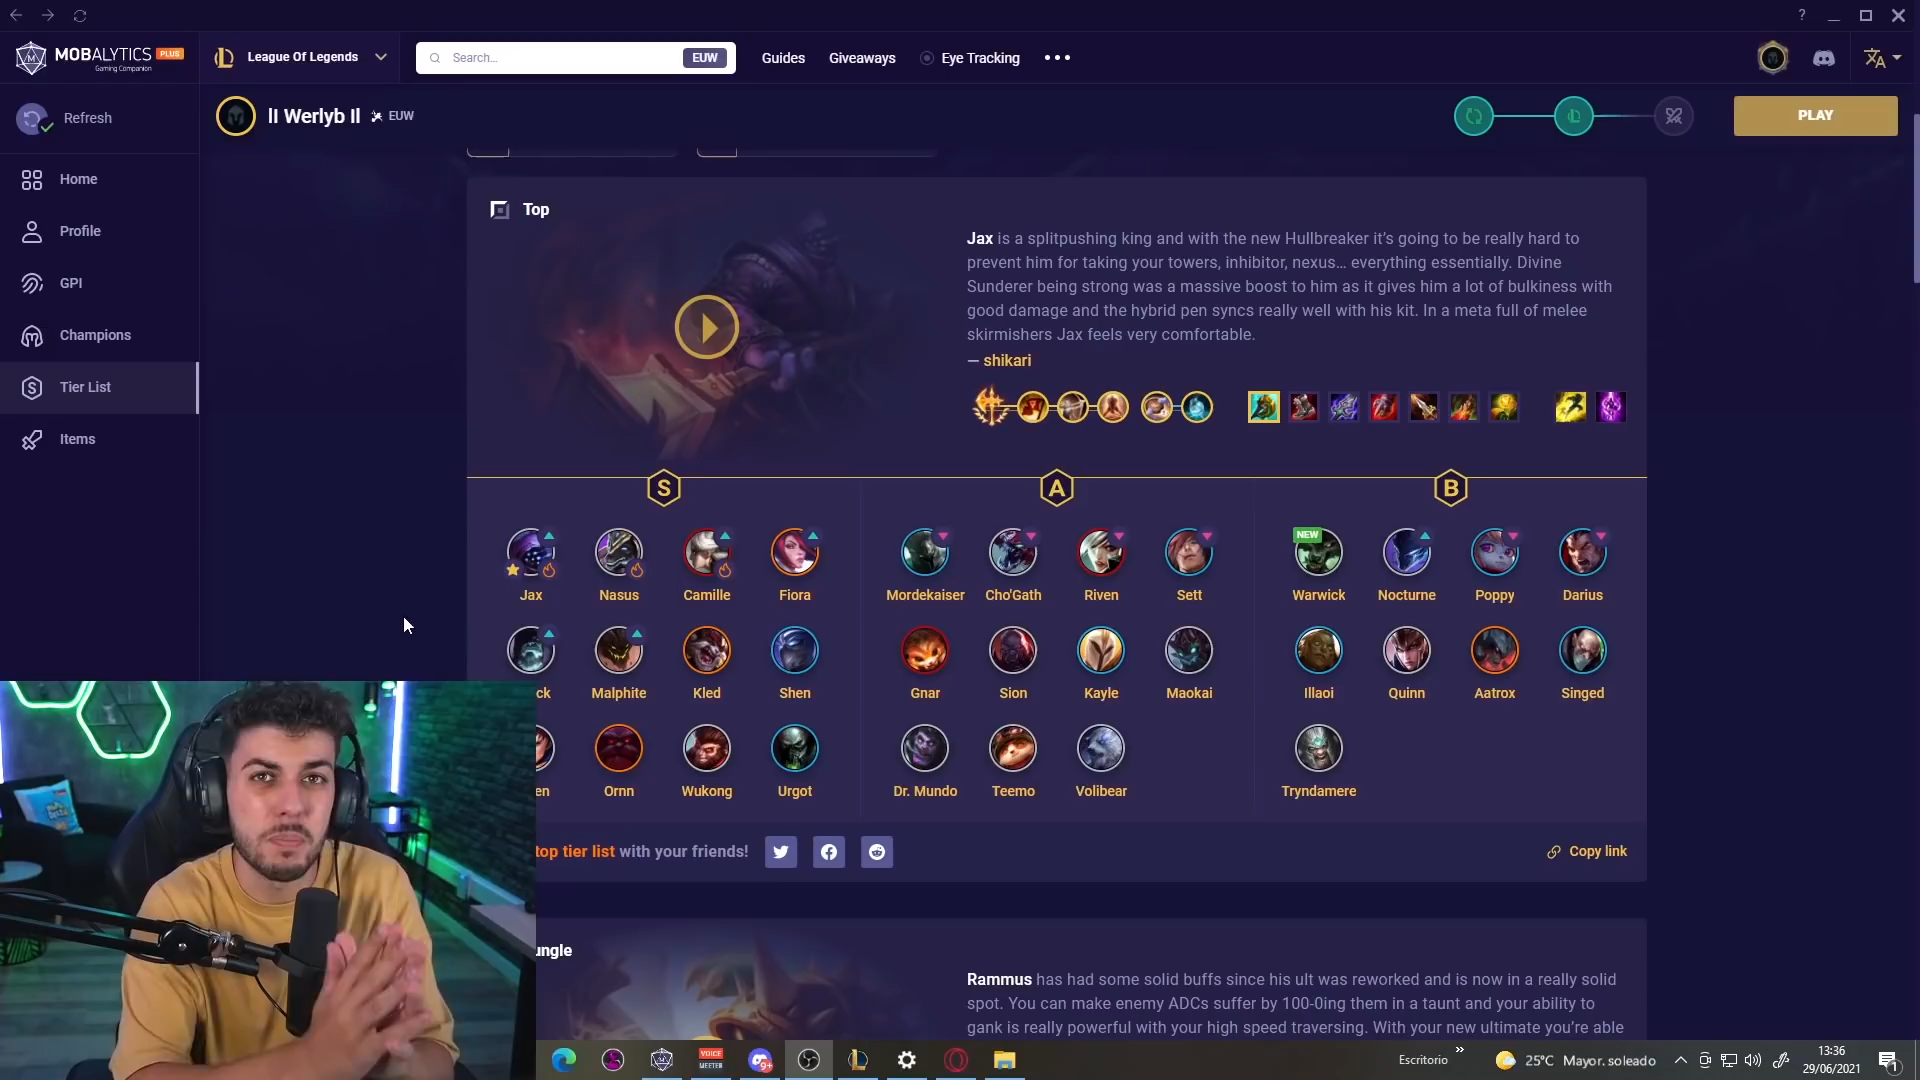 MOBALYTICS PLUS
Gaming Companion
League Of Legends
Search...
EUW
Guides
Giveaways
Eye Tracking
Refresh
lI Werlyb Il
EUW
PLAY
Home
Profile
GPI
Champions
Tier List
Items
Top
Jax is a splitpushing king and with the new Hullbreaker it's going to be really hard to
prevent him for taking your towers, inhibitor, nexus... everything essentially. Divine
Sunderer being strong was a massive boost to him as it gives him a lot of bulkiness with
good damage and the hybrid pen syncs really well with his kit. In a meta full of melee
skirmishers Jax feels very comfortable.
— shikari
S
A
B
NEW
Jax
Nasus
Camille
Fiora
Mordekaiser
Cho'Gath
Riven
Sett
Warwick
Nocturne
Poppy
Darius
ck
Malphite
Kled
Shen
Gnar
Sion
Kayle
Maokai
Illaoi
Quinn
Aatrox
Singed
en
Ornn
Wukong
Urgot
Dr. Mundo
Teemo
Volibear
Tryndamere
top tier list with your friends!
Copy link
ungle
Rammus has had some solid buffs since his ult was reworked and is now in a really solid
spot. You can make enemy ADCs suffer by 100-0ing them in a taunt and your ability to
gank is really powerful with your high speed traversing. With your new ultimate you're able
VOICE
MEETER
9+
Escritorio
25°C Mayor. soleado
13:36
29/06/2021
1